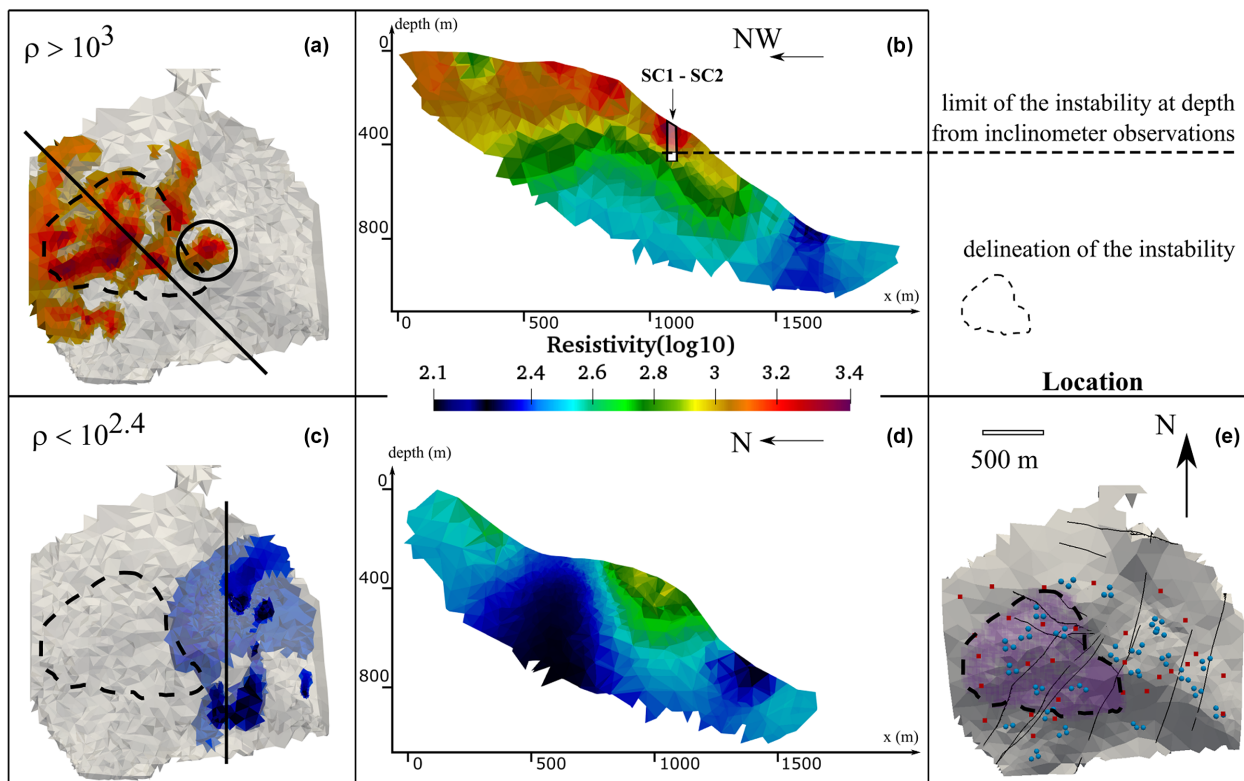 ρ > 10³
(a)
depth (m)
0
400
800
NW
(b)
SC1 - SC2
x (m)
0
500
1000
1500
limit of the instability at depth
from inclinometer observations
delineation of the instability
Resistivity(log10)
2.1
2.4
2.6
2.8
3
3.2
3.4
Location
ρ < 10^2.4
(c)
N
(d)
depth (m)
0
400
800
x (m)
0
500
1000
1500
(e)
N
500 m